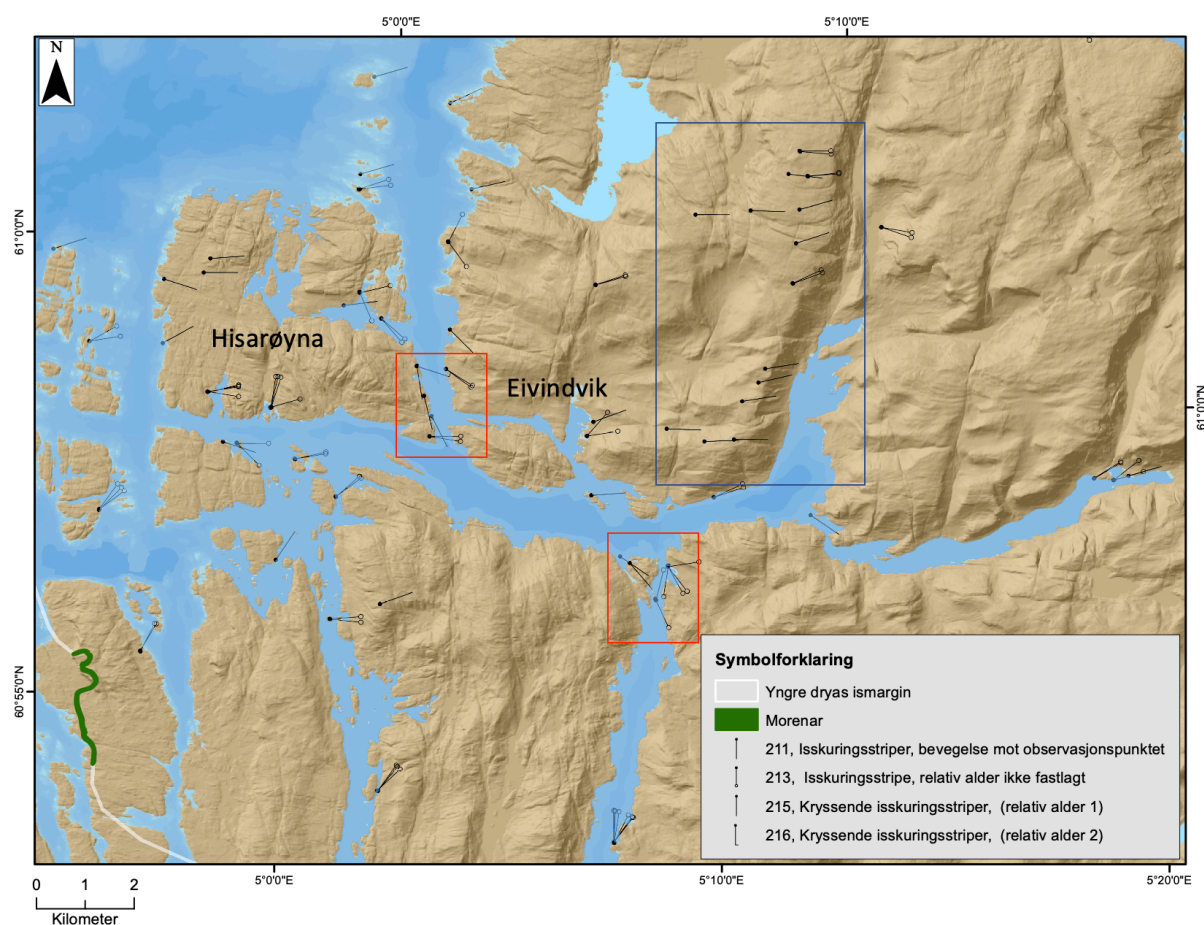 5°0'0"E
5°10'0"E
N
61°0'0"N
Hisarøyna
Eivindvik
61°0'0"N
60°55'0"N
Symbolforklaring
Yngre dryas ismargin
Morenar
211, Isskuringsstriper, bevegelse mot observasjonspunktet
213, Isskuringsstripe, relativ alder ikke fastlagt
215, Kryssende isskuringsstriper, (relativ alder 1)
216, Kryssende isskuringsstriper, (relativ alder 2)
5°0'0"E
5°10'0"E
5°20'0"E
0 1 2
Kilometer